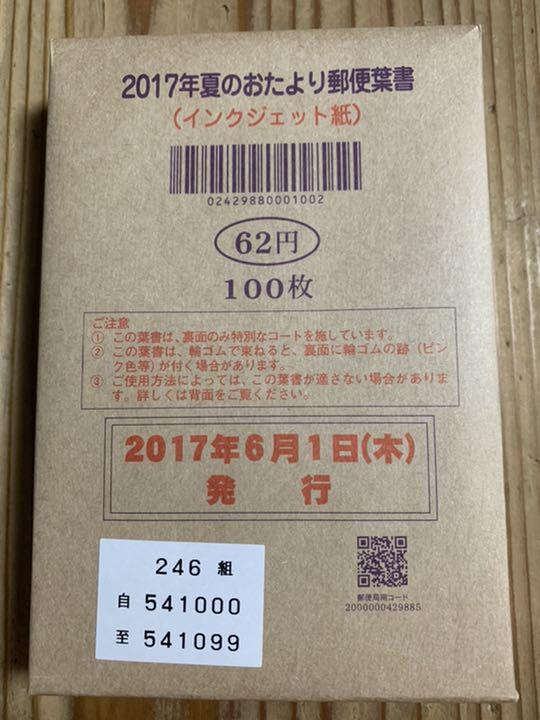 2017年夏のおたより郵便葉書
(インクジェット紙)
02429880001002
62円
100枚
ご注意
① この葉書は、裏面のみ特別なコートを施しています。
② この葉書は、輪ゴムで束ねると、裏面に輪ゴムの跡（ピンク色等）が付く場合があります。
③ ご使用方法によっては、この葉書が適さない場合があります。詳しくは背面をご覧ください。
2017年6月1日(木)
発 行
246 組
自 541000
至 541099
郵便局用コード
2000000429885